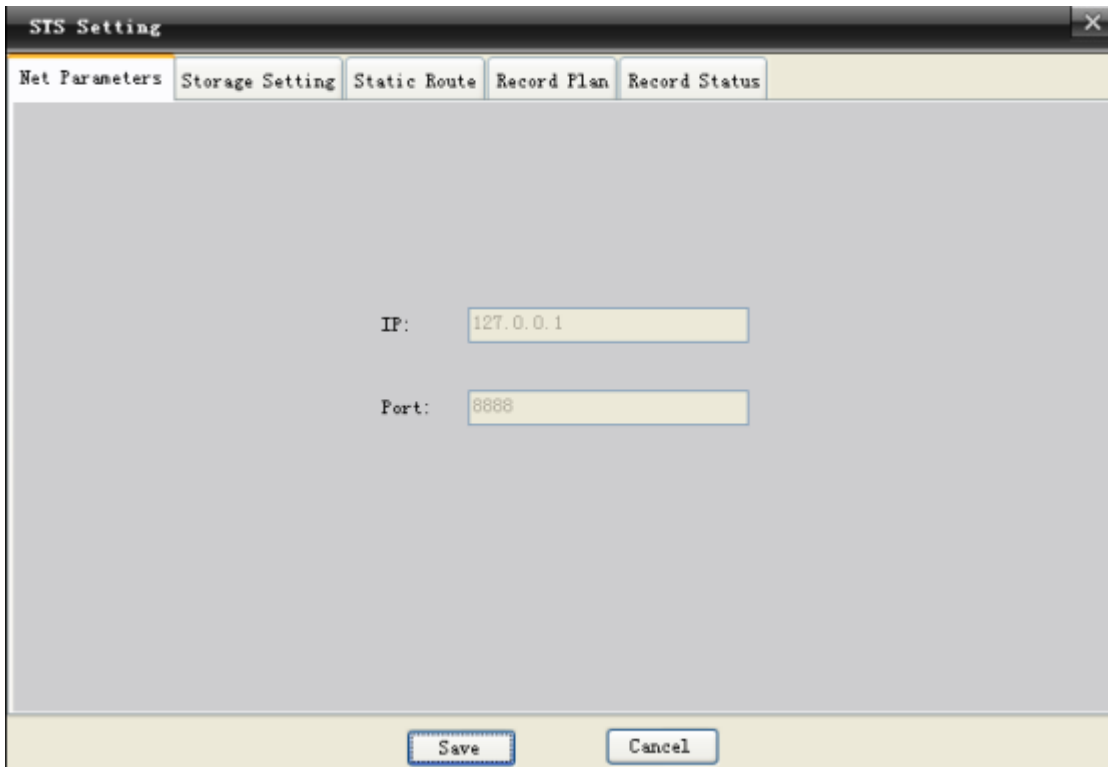 STS Setting
Net Parameters Storage Setting Static Route Record Plan Record Status
IP: 127.0.0.1
Port: 8888
Save Cancel